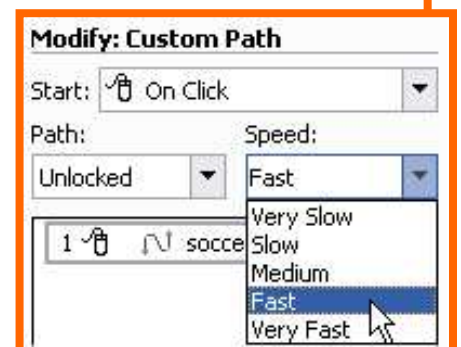 Modify: Custom Path
Start: On Click
Path: Speed:
Unlocked Fast
Very Slow
1 socce Slow
Medium
Fast
Very Fast